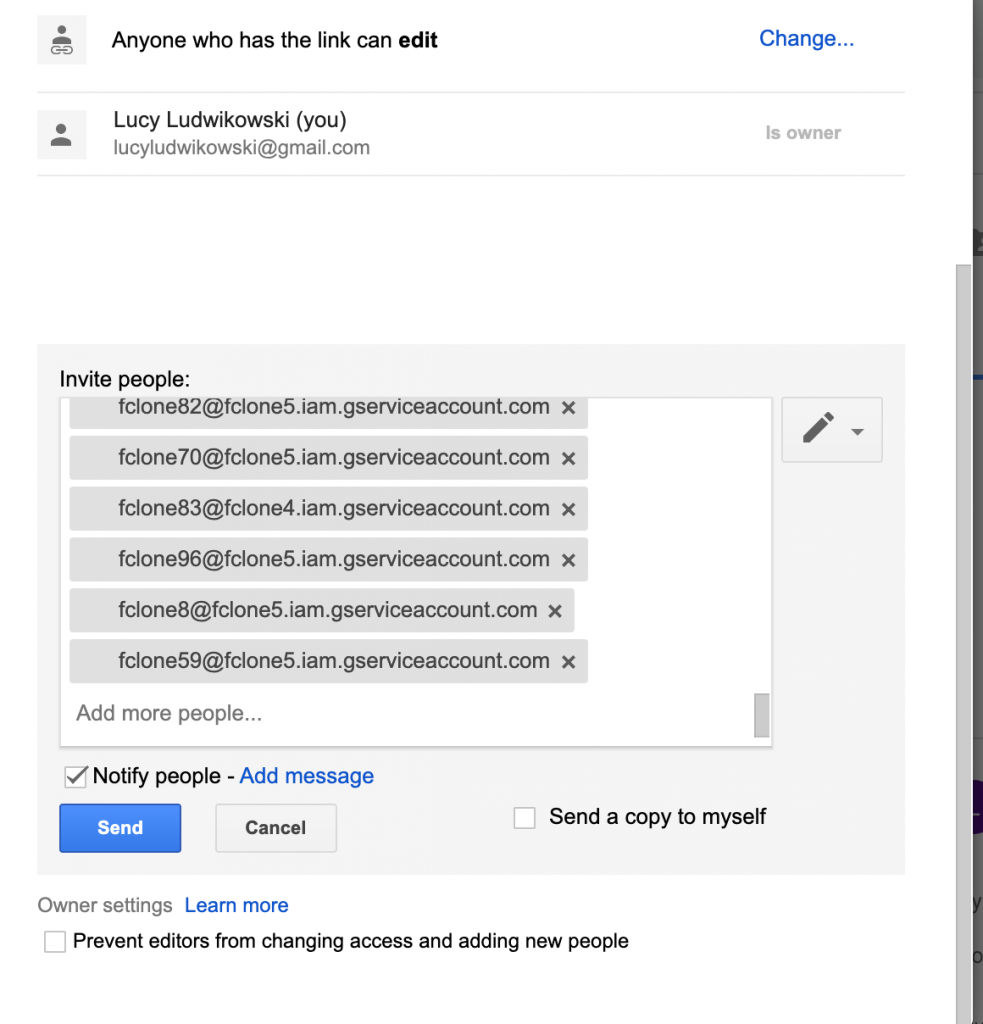 Anyone who has the link can edit
Change...
Lucy Ludwikowski (you)
lucyludwikowski@gmail.com
Is owner
Invite people:
fclone82@fclone5.iam.gserviceaccount.com ×
fclone70@fclone5.iam.gserviceaccount.com ×
fclone83@fclone4.iam.gserviceaccount.com ×
fclone96@fclone5.iam.gserviceaccount.com ×
fclone8@fclone5.iam.gserviceaccount.com ×
fclone59@fclone5.iam.gserviceaccount.com ×
Add more people...
Notify people - Add message
Send
Cancel
Send a copy to myself
Owner settings Learn more
Prevent editors from changing access and adding new people